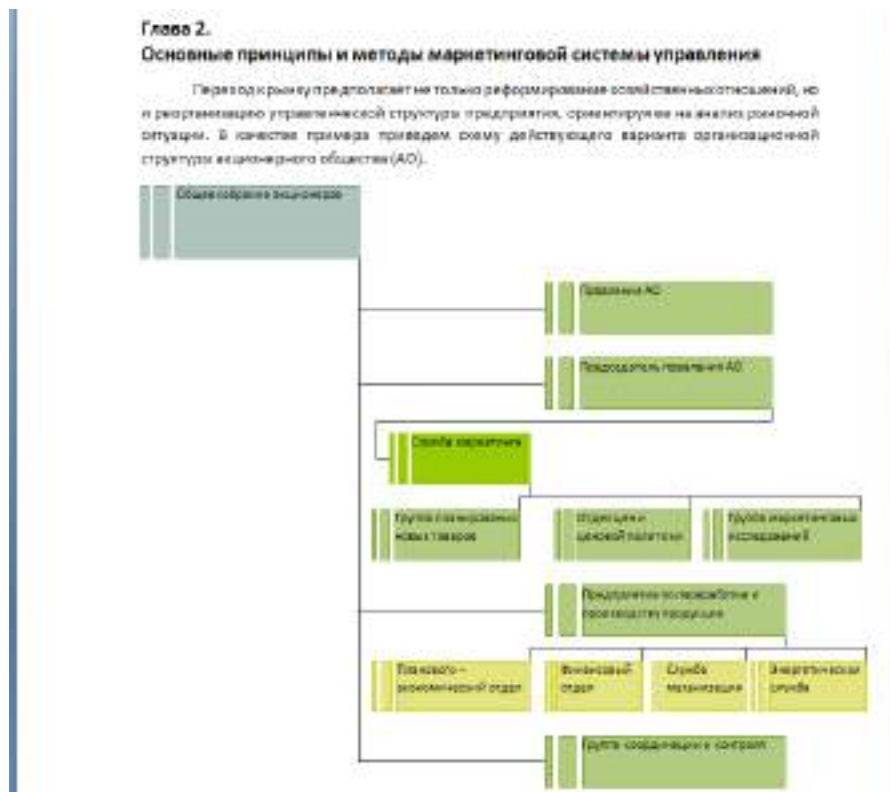 Глава 2.
Основные принципы и методы маркетинговой системы управления
Переход к рынку предполагает не только реформирование хозяйственных отношений, но
и реорганизацию управленческой структуры предприятия, ориентируя ее на анализ рыночной
ситуации. В качестве примера приведем схему действующего варианта организационной
структуры акционерного общества (АО).
Общее собрание акционеров
Правление АО
Председатель правления АО
Служба маркетинга
Группа планирования
новых товаров
Отдел цен и
ценовой политики
Группа маркетинговых
исследований
Предприятие по переработке и
производству продукции
Планового –
экономический отдел
Финансовый
отдел
Служба
механизации
Энергетическая
служба
Группа координации и контроля